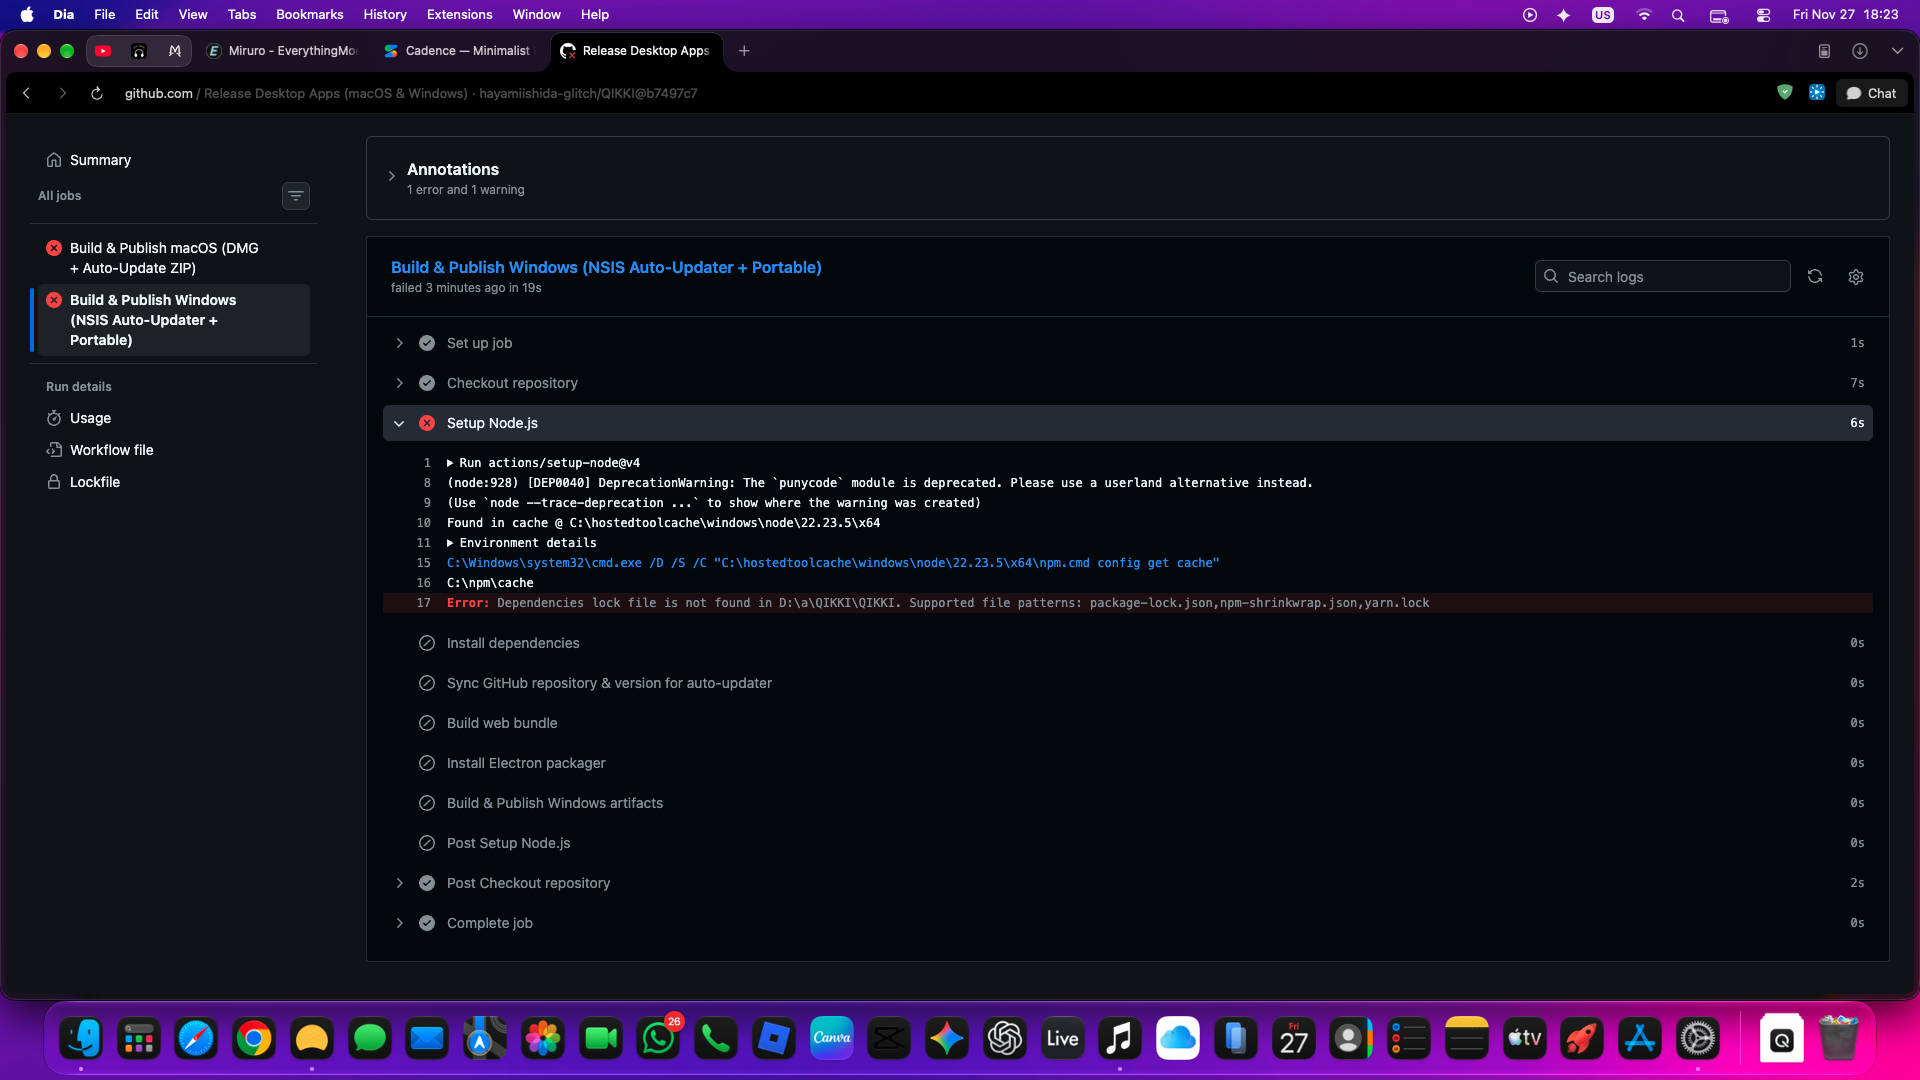 Dia File Edit View Tabs Bookmarks History Extensions Window Help
US
Fri Nov 27 18:23
Miruro - EverythingMo
Cadence — Minimalist
Release Desktop Apps
github.com / Release Desktop Apps (macOS & Windows) · hayamiishida-glitch/QIKKI@b7497c7
Chat
Summary
All jobs
Build & Publish macOS (DMG
+ Auto-Update ZIP)
Build & Publish Windows
(NSIS Auto-Updater +
Portable)
Run details
Usage
Workflow file
Lockfile
Annotations
1 error and 1 warning
Build & Publish Windows (NSIS Auto-Updater + Portable)
failed 3 minutes ago in 19s
Search logs
Set up job 1s
Checkout repository 7s
Setup Node.js 6s
1 Run actions/setup-node@v4
8 (node:928) [DEP0040] DeprecationWarning: The `punycode` module is deprecated. Please use a userland alternative instead.
9 (Use `node --trace-deprecation ...` to show where the warning was created)
10 Found in cache @ C:\hostedtoolcache\windows\node\22.23.5\x64
11 Environment details
15 C:\Windows\system32\cmd.exe /D /S /C "C:\hostedtoolcache\windows\node\22.23.5\x64\npm.cmd config get cache"
16 C:\npm\cache
17 Error: Dependencies lock file is not found in D:\a\QIKKI\QIKKI. Supported file patterns: package-lock.json,npm-shrinkwrap.json,yarn.lock
Install dependencies 0s
Sync GitHub repository & version for auto-updater 0s
Build web bundle 0s
Install Electron packager 0s
Build & Publish Windows artifacts 0s
Post Setup Node.js 0s
Post Checkout repository 2s
Complete job 0s
26
Canva
Live
Fri
27
tv
Q